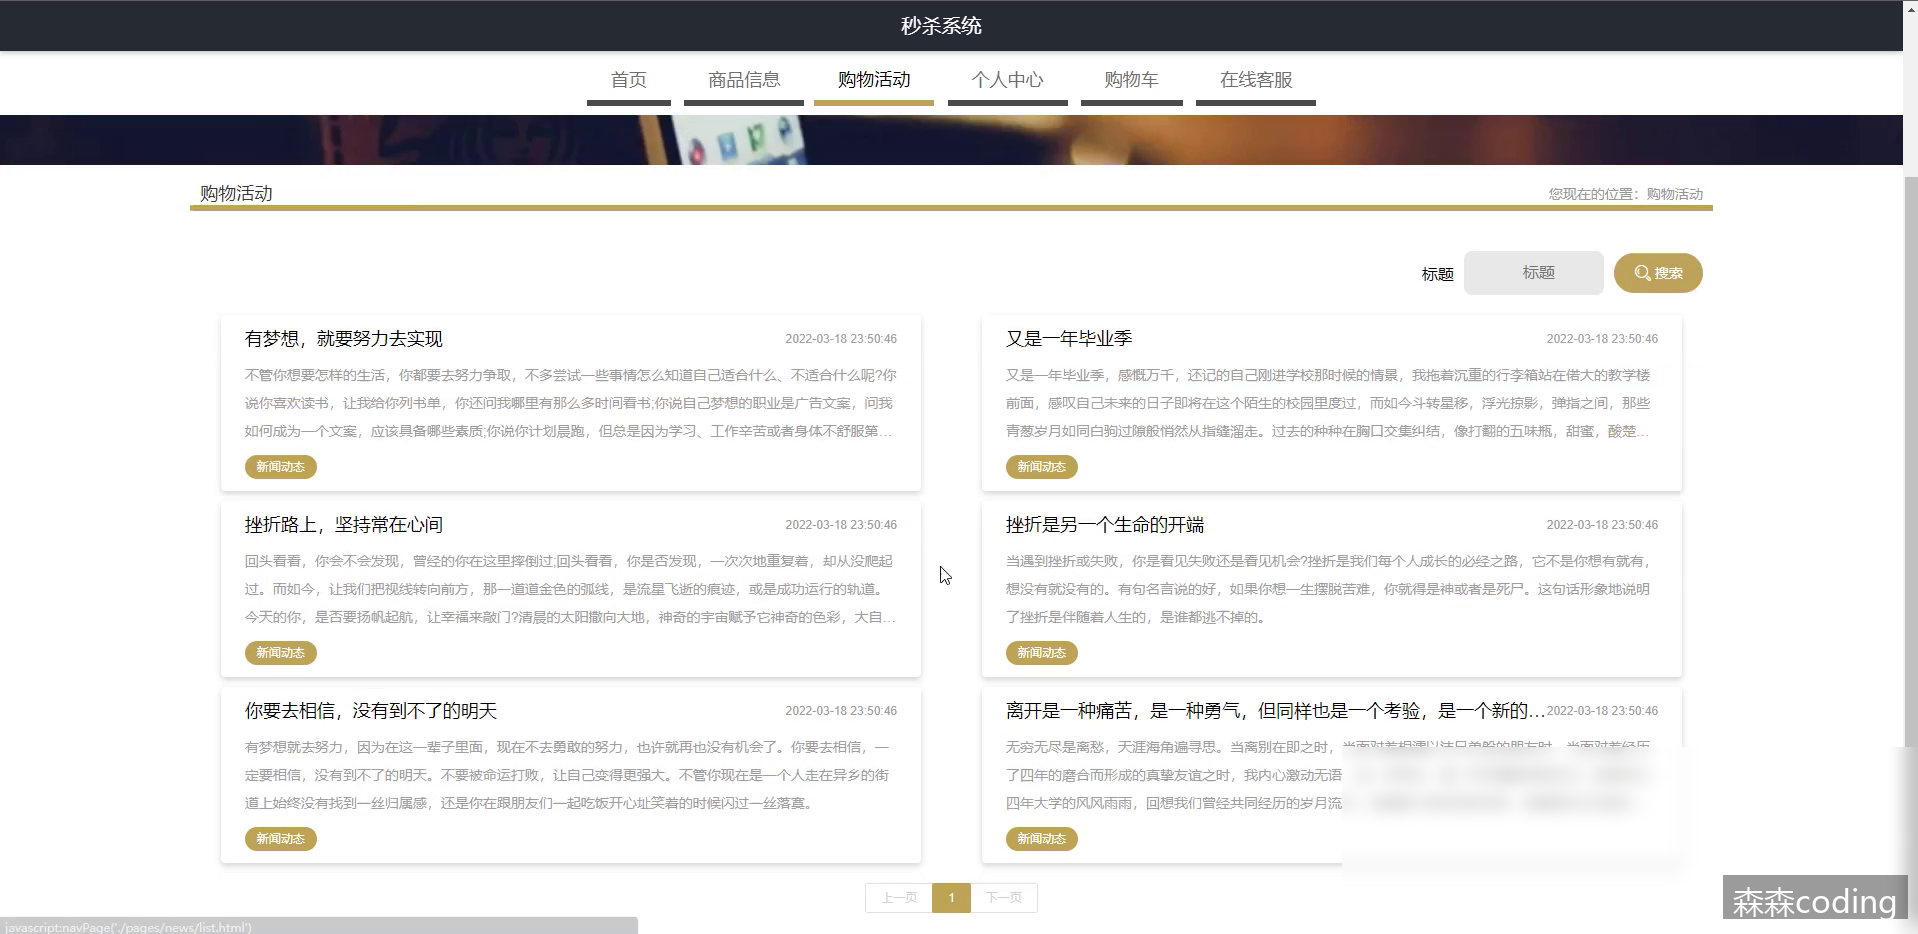 秒杀系统
首页
商品信息
购物活动
个人中心
购物车
在线客服
购物活动
您现在的位置：购物活动
标题
标题
搜索
有梦想，就要努力去实现
2022-03-18 23:50:46
不管你想要怎样的生活，你都要去努力争取，不多尝试一些事情怎么知道自己适合什么、不适合什么呢?你
说你喜欢读书，让我给你列书单，你还问我哪里有那么多时间看书;你说自己梦想的职业是广告文案，问我
如何成为一个文案，应该具备哪些素质;你说你计划晨跑，但总是因为学习、工作辛苦或者身体不舒服第…
新闻动态
又是一年毕业季
2022-03-18 23:50:46
又是一年毕业季，感慨万千，还记的自己刚进学校那时候的情景，我拖着沉重的行李箱站在偌大的教学楼
前面，感叹自己未来的日子即将在这个陌生的校园里度过，而如今斗转星移，浮光掠影，弹指之间，那些
青葱岁月如同白驹过隙般悄然从指缝溜走。过去的种种在胸口交集纠结，像打翻的五味瓶，甜蜜，酸楚…
新闻动态
挫折路上，坚持常在心间
2022-03-18 23:50:46
回头看看，你会不会发现，曾经的你在这里摔倒过;回头看看，你是否发现，一次次地重复着，却从没爬起
过。而如今，让我们把视线转向前方，那一道道金色的弧线，是流星飞逝的痕迹，或是成功运行的轨道。
今天的你，是否要扬帆起航，让幸福来敲门?清晨的太阳撒向大地，神奇的宇宙赋予它神奇的色彩，大自…
新闻动态
挫折是另一个生命的开端
2022-03-18 23:50:46
当遇到挫折或失败，你是看见失败还是看见机会?挫折是我们每个人成长的必经之路，它不是你想有就有，
想没有就没有的。有句名言说的好，如果你想一生摆脱苦难，你就得是神或者是死尸。这句话形象地说明
了挫折是伴随着人生的，是谁都逃不掉的。
新闻动态
你要去相信，没有到不了的明天
2022-03-18 23:50:46
有梦想就去努力，因为在这一辈子里面，现在不去勇敢的努力，也许就再也没有机会了。你要去相信，一
定要相信，没有到不了的明天。不要被命运打败，让自己变得更强大。不管你现在是一个人走在异乡的街
道上始终没有找到一丝归属感，还是你在跟朋友们一起吃饭开心址笑着的时候闪过一丝落寞。
新闻动态
离开是一种痛苦，是一种勇气，但同样也是一个考验，是一个新的…
2022-03-18 23:50:46
无穷无尽是离愁，天涯海角遍寻思。当离别在即之时，当面对着相濡以沫兄弟般的朋友时，当面对着经历
了四年的磨合而形成的真挚友谊之时，我内心激动无语
四年大学的风风雨雨，回想我们曾经共同经历的岁月流
新闻动态
上一页
1
下一页
javascript:navPage('./pages/news/list.html')
森森coding